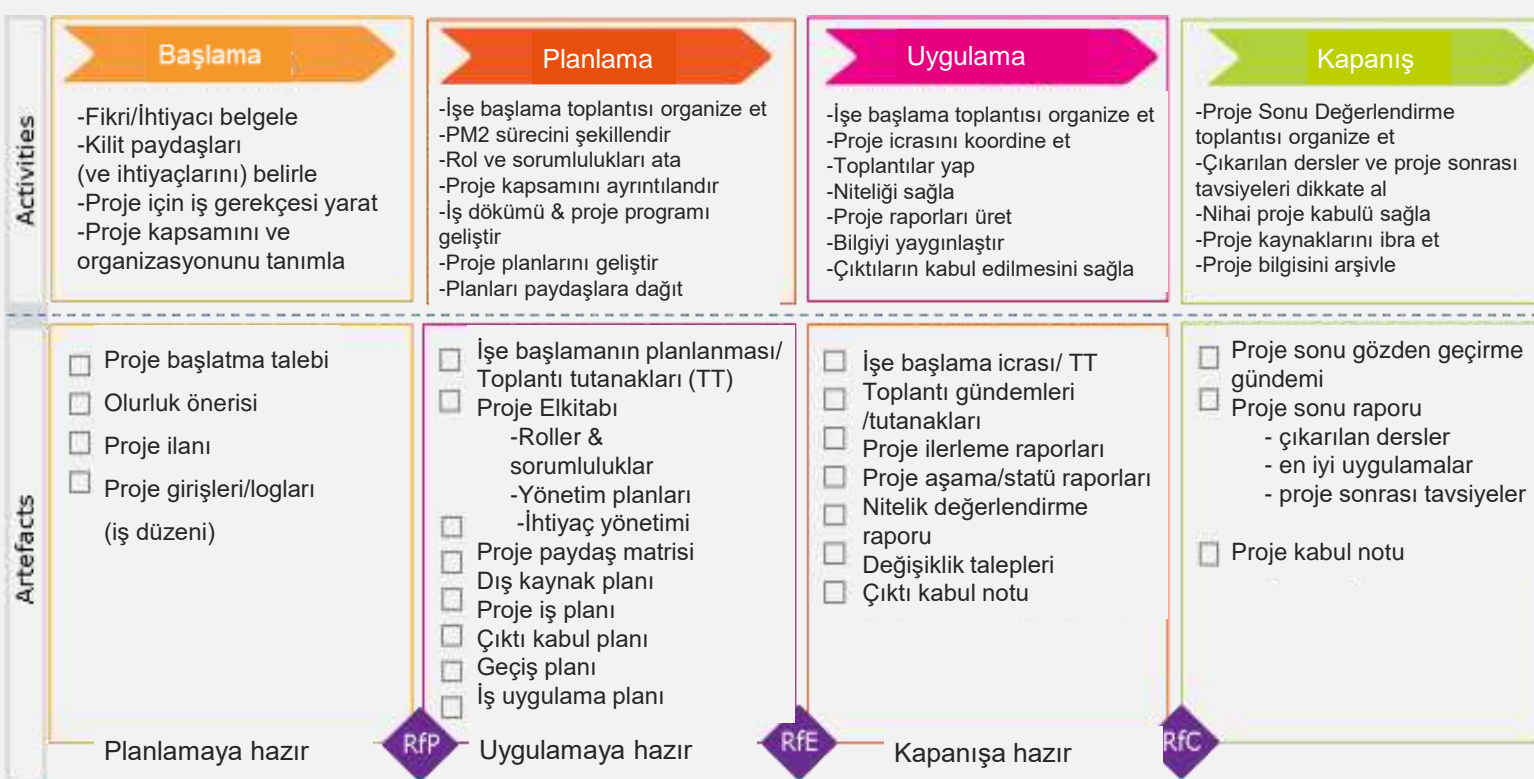 Activities
Başlama
-Fikri/İhtiyacı belgele
-Kilit paydaşları
(ve ihtiyaçlarını) belirle
-Proje için iş gerekçesi yarat
-Proje kapsamını ve
organizasyonunu tanımla
Planlama
-İşe başlama toplantısı organize et
-PM2 sürecini şekillendir
-Rol ve sorumlulukları ata
-Proje kapsamını ayrıntılandır
-İş dökümü & proje programı
geliştir
-Proje planlarını geliştir
-Planları paydaşlara dağıt
Uygulama
-İşe başlama toplantısı organize et
-Proje icrasını koordine et
-Toplantılar yap
-Niteliği sağla
-Proje raporları üret
-Bilgiyi yaygınlaştır
-Çıktıların kabul edilmesini sağla
Kapanış
-Proje Sonu Değerlendirme
toplantısı organize et
-Çıkarılan dersler ve proje sonrası
tavsiyeleri dikkate al
-Nihai proje kabulü sağla
-Proje kaynaklarını ibra et
-Proje bilgisini arşivle
Artefacts
Proje başlatma talebi
Olurluk önerisi
Proje ilanı
Proje girişleri/logları
(iş düzeni)
İşe başlamanın planlanması/
Toplantı tutanakları (TT)
Proje Elkitabı
-Roller &
sorumluluklar
-Yönetim planları
-İhtiyaç yönetimi
Proje paydaş matrisi
Dış kaynak planı
Proje iş planı
Çıktı kabul planı
Geçiş planı
İş uygulama planı
İşe başlama icrası/ TT
Toplantı gündemleri
/tutanakları
Proje ilerleme raporları
Proje aşama/statü raporları
Nitelik değerlendirme
raporu
Değişiklik talepleri
Çıktı kabul notu
Proje sonu gözden geçirme
gündemi
Proje sonu raporu
- çıkarılan dersler
- en iyi uygulamalar
- proje sonrası tavsiyeler
Proje kabul notu
Planlamaya hazır
RfP
Uygulamaya hazır
RfE
Kapanışa hazır
RfC